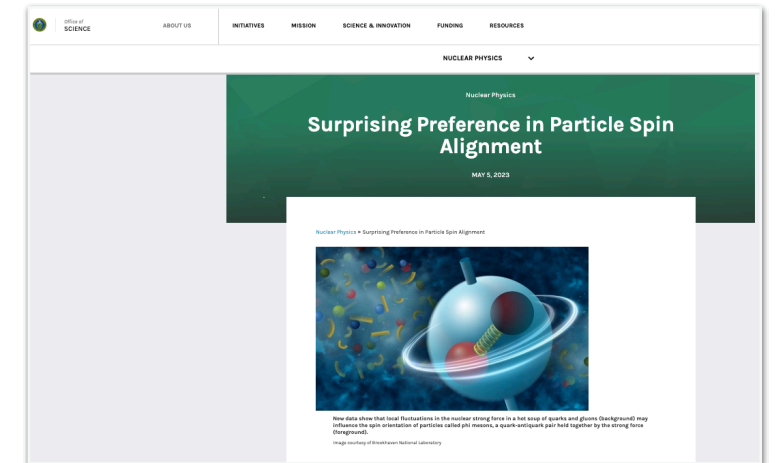 Office of
SCIENCE
ABOUT US
INITIATIVES
MISSION
SCIENCE & INNOVATION
FUNDING
RESOURCES
NUCLEAR PHYSICS
Nuclear Physics
Surprising Preference in Particle Spin
Alignment
MAY 5, 2023
Nuclear Physics » Surprising Preference in Particle Spin Alignment
New data show that local fluctuations in the nuclear strong force in a hot soup of quarks and gluons (background) may
influence the spin orientation of particles called phi mesons, a quark-antiquark pair held together by the strong force
(foreground).
Image courtesy of Brookhaven National Laboratory